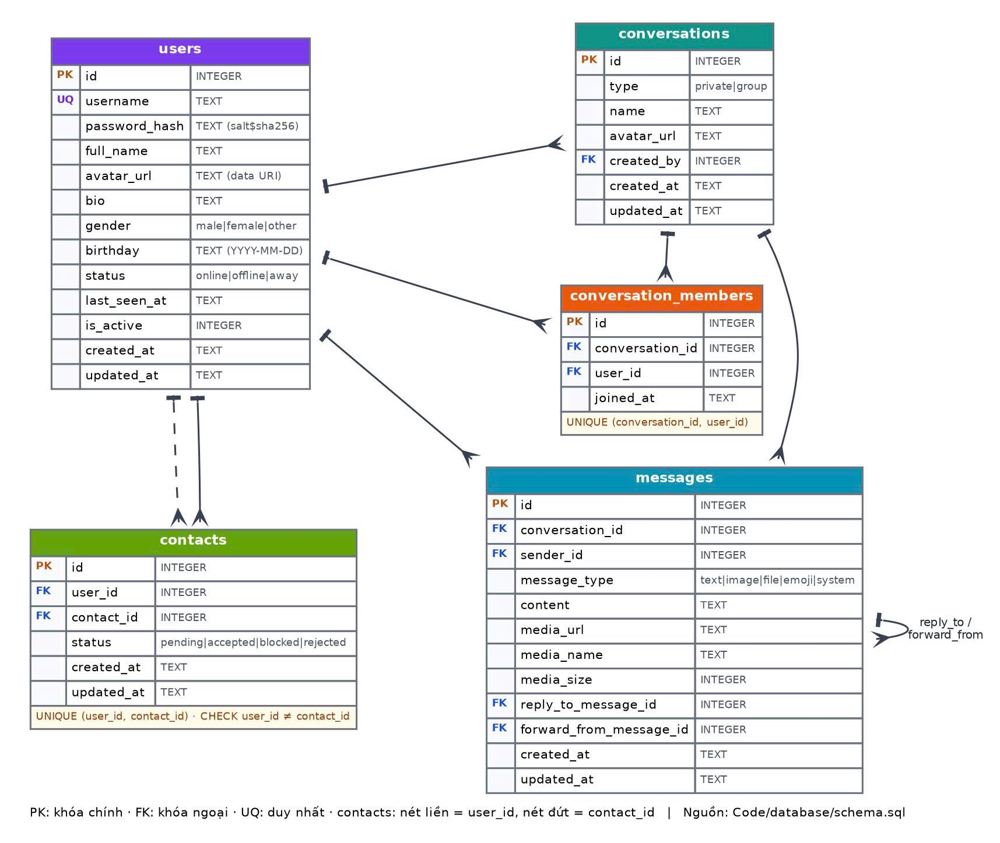 users
PK id INTEGER
UQ username TEXT
password_hash TEXT (salt$sha256)
full_name TEXT
avatar_url TEXT (data URI)
bio TEXT
gender male|female|other
birthday TEXT (YYYY-MM-DD)
status online|offline|away
last_seen_at TEXT
is_active INTEGER
created_at TEXT
updated_at TEXT
conversations
PK id INTEGER
type private|group
name TEXT
avatar_url TEXT
FK created_by INTEGER
created_at TEXT
updated_at TEXT
conversation_members
PK id INTEGER
FK conversation_id INTEGER
FK user_id INTEGER
joined_at TEXT
UNIQUE (conversation_id, user_id)
contacts
PK id INTEGER
FK user_id INTEGER
FK contact_id INTEGER
status pending|accepted|blocked|rejected
created_at TEXT
updated_at TEXT
UNIQUE (user_id, contact_id) · CHECK user_id ≠ contact_id
messages
PK id INTEGER
FK conversation_id INTEGER
FK sender_id INTEGER
message_type text|image|file|emoji|system
content TEXT
media_url TEXT
media_name TEXT
media_size INTEGER
FK reply_to_message_id INTEGER
FK forward_from_message_id INTEGER
created_at TEXT
updated_at TEXT
reply_to /
forward_from
PK: khóa chính · FK: khóa ngoại · UQ: duy nhất · contacts: nét liền = user_id, nét đứt = contact_id | Nguồn: Code/database/schema.sql